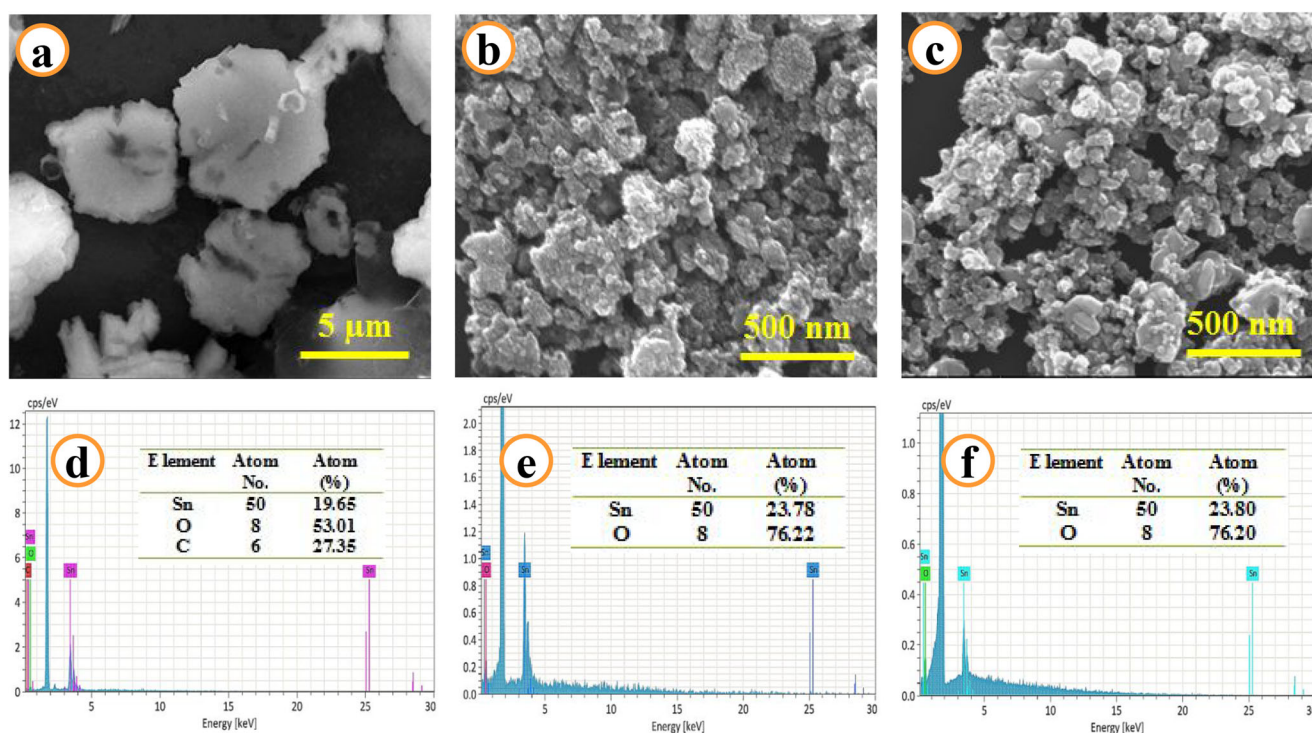 a
b
c
5 µm
500 nm
500 nm
cps/eV
d
12
10
8
6
4
2
0
Element Atom No. Atom (%)
Sn 50 19.65
O 8 53.01
C 6 27.35
Sn
O
C
Sn
Sn
5 10 15 20 25 30
Energy [keV]
cps/eV
e
2.0
1.8
1.6
1.4
1.2
1.0
0.8
0.6
0.4
0.2
0.0
Element Atom No. Atom (%)
Sn 50 23.78
O 8 76.22
Sn
O
Sn
Sn
5 10 15 20 25 30
Energy [keV]
cps/eV
f
1.0
0.8
0.6
0.4
0.2
0.0
Element Atom No. Atom (%)
Sn 50 23.80
O 8 76.20
Sn
O
Sn
Sn
5 10 15 20 25 30
Energy [keV]